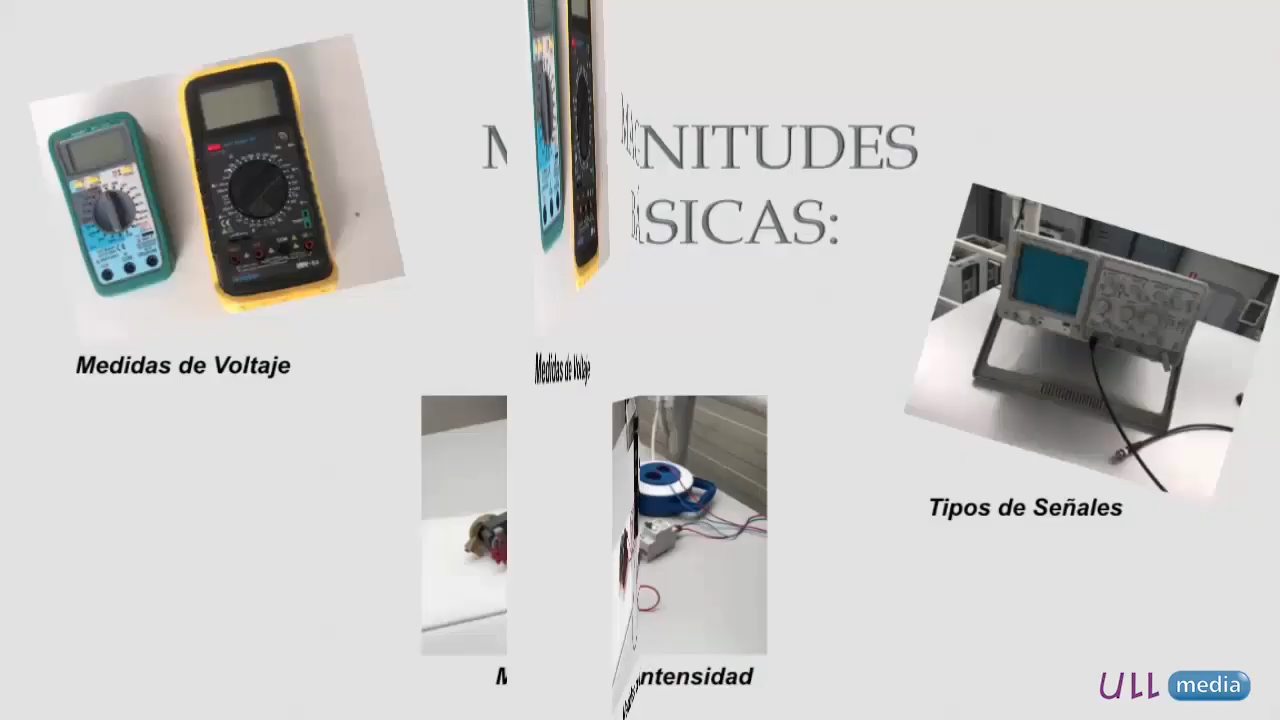 M NITUDES
SICAS:
Medidas de Voltaje
Medidas de Voltaje
Tipos de Señales
M ntensidad
ULL media